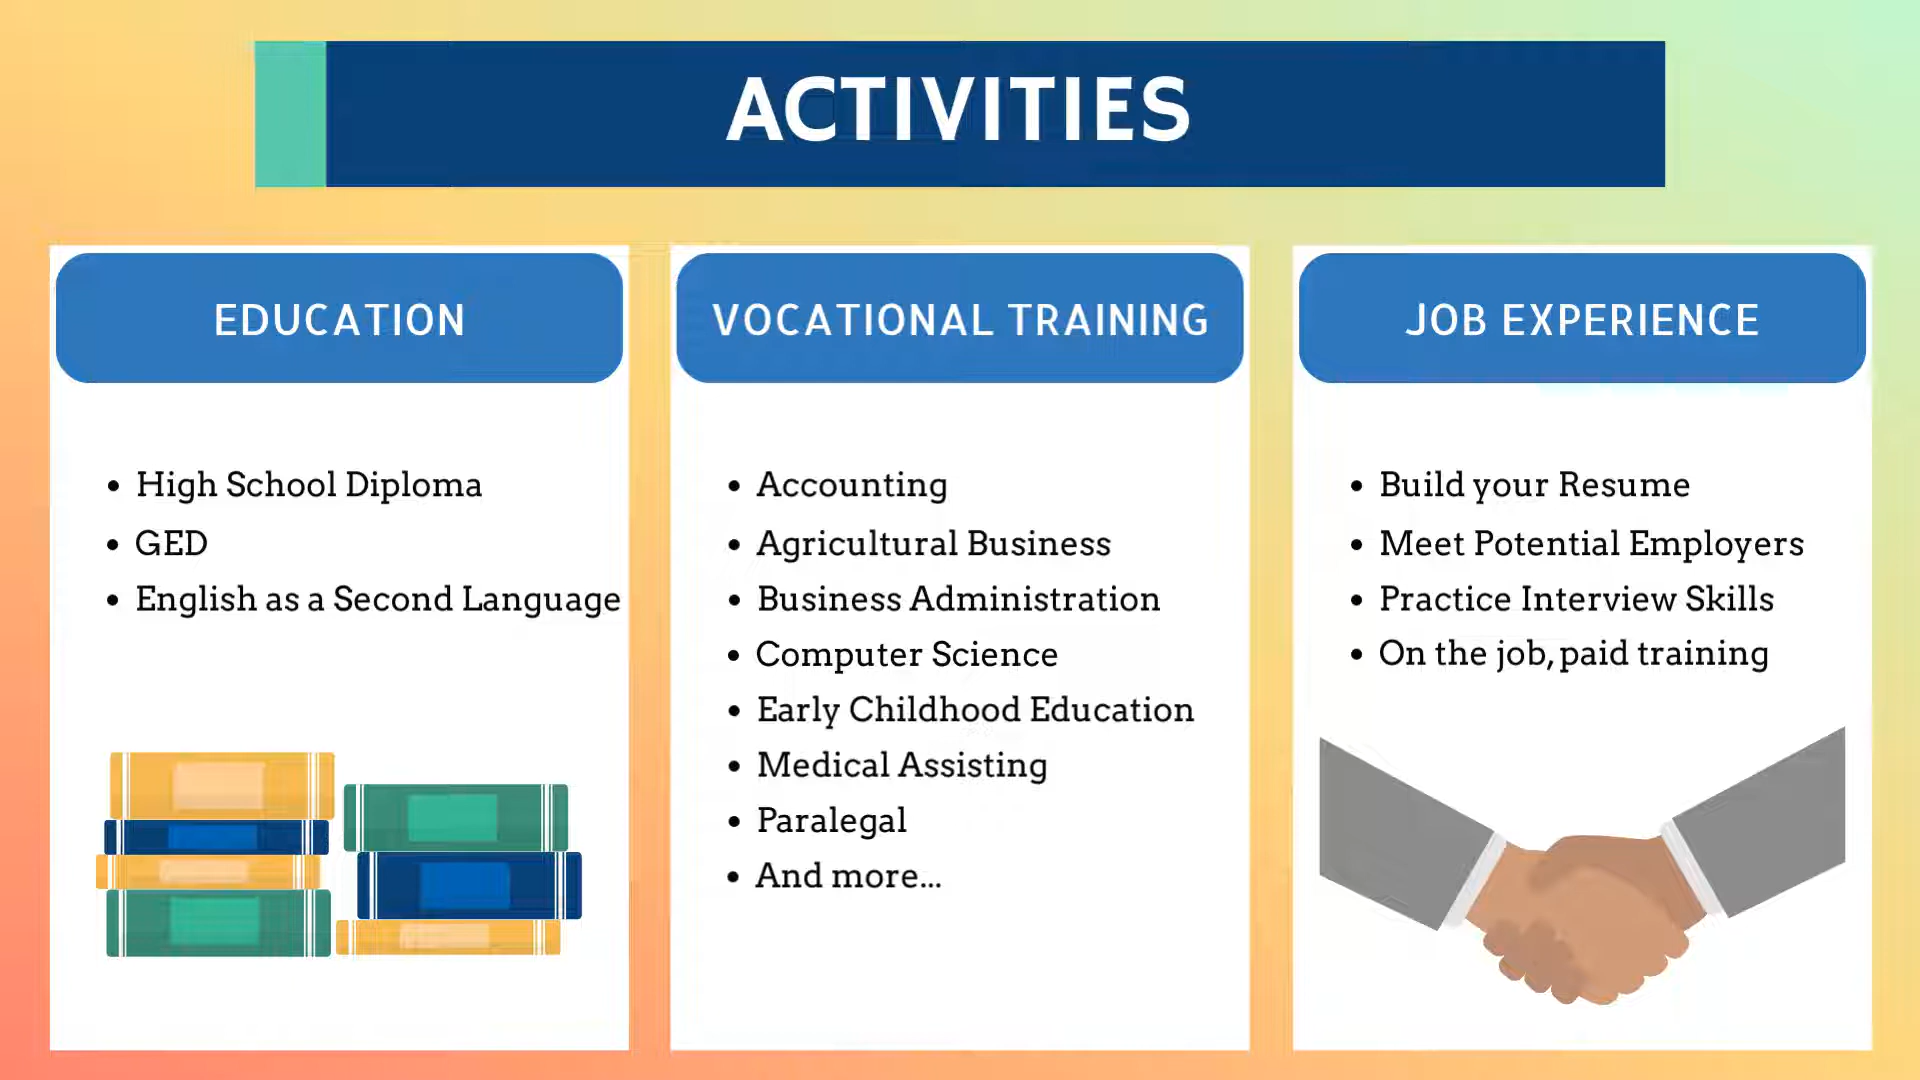 ACTIVITIES
EDUCATION
• High School Diploma
• GED
• English as a Second Language
VOCATIONAL TRAINING
• Accounting
• Agricultural Business
• Business Administration
• Computer Science
• Early Childhood Education
• Medical Assisting
• Paralegal
• And more...
JOB EXPERIENCE
• Build your Resume
• Meet Potential Employers
• Practice Interview Skills
• On the job, paid training